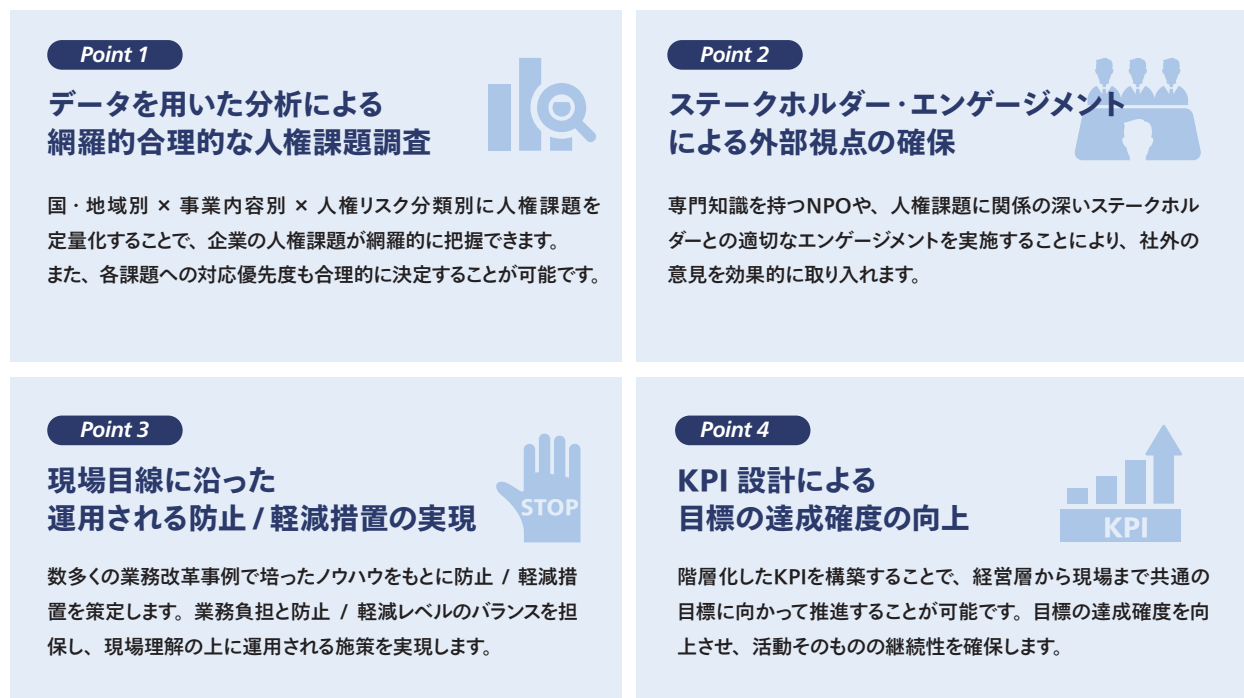 Point 1
データを用いた分析による
網羅的合理的な人権課題調査
国・地域別 × 事業内容別 × 人権リスク分類別に人権課題を
定量化することで、企業の人権課題が網羅的に把握できます。
また、各課題への対応優先度も合理的に決定することが可能です。
Point 2
ステークホルダー・エンゲージメント
による外部視点の確保
専門知識を持つNPOや、人権課題に関係の深いステークホル
ダーとの適切なエンゲージメントを実施することにより、社外の
意見を効果的に取り入れます。
Point 3
現場目線に沿った
運用される防止 / 軽減措置の実現
STOP
数多くの業務改革事例で培ったノウハウをもとに防止 / 軽減措
置を策定します。業務負担と防止 / 軽減レベルのバランスを担
保し、現場理解の上に運用される施策を実現します。
Point 4
KPI 設計による
目標の達成確度の向上
KPI
階層化したKPIを構築することで、経営層から現場まで共通の
目標に向かって推進することが可能です。目標の達成確度を向
上させ、活動そのものの継続性を確保します。